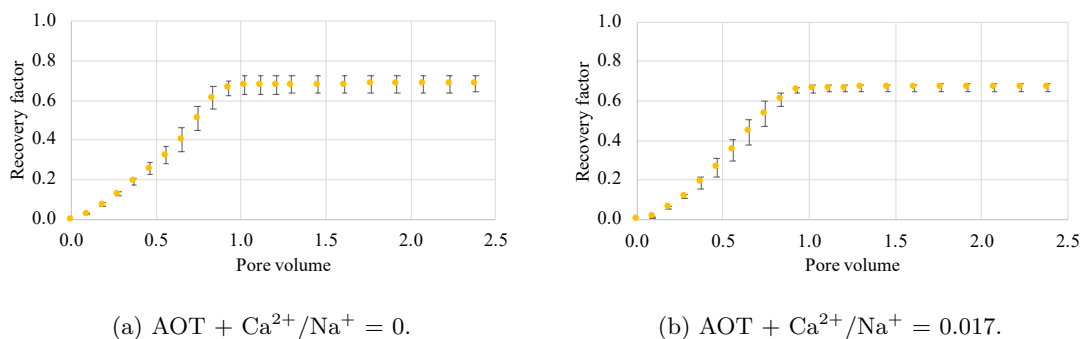 1.0
0.8
0.6
0.4
0.2
0.0
Recovery factor
0.0 0.5 1.0 1.5 2.0 2.5
Pore volume
(a) AOT + Ca²⁺/Na⁺ = 0.
1.0
0.8
0.6
0.4
0.2
0.0
Recovery factor
0.0 0.5 1.0 1.5 2.0 2.5
Pore volume
(b) AOT + Ca²⁺/Na⁺ = 0.017.